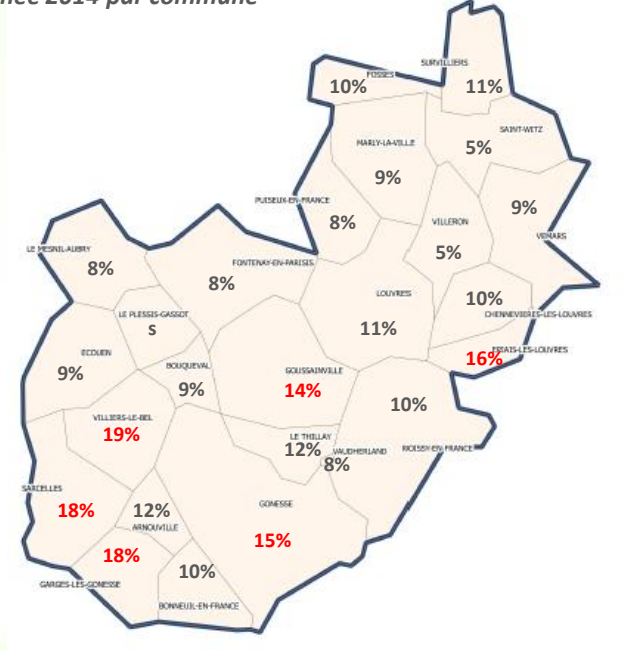 née 2014 par commune
SURVILLIERS
FOSSES
10%
11%
SAINT-WITZ
5%
MARLY-LA-VILLE
9%
PUISEUX-EN-FRANCE
8%
9%
VEMARS
VILLERON
5%
LE MESNIL-AUBRY
8%
FONTENAY-EN-PARISIS
8%
LOUVRES
11%
10%
CHENNEVIERES-LES-LOUVRES
LE PLESSIS-GASSOT
s
EPIAIS-LES-LOUVRES
16%
ECOUEN
9%
BOUQUEVAL
9%
GOUSSAINVILLE
14%
10%
VILLIERS-LE-BEL
19%
LE THILLAY
12%
VAUDHERLAND
8%
ROISSY-EN-FRANCE
SARCELLES
18%
12%
ARNOUVILLE
GONESSE
15%
18%
GARGES-LES-GONESSE
10%
BONNEUIL-EN-FRANCE